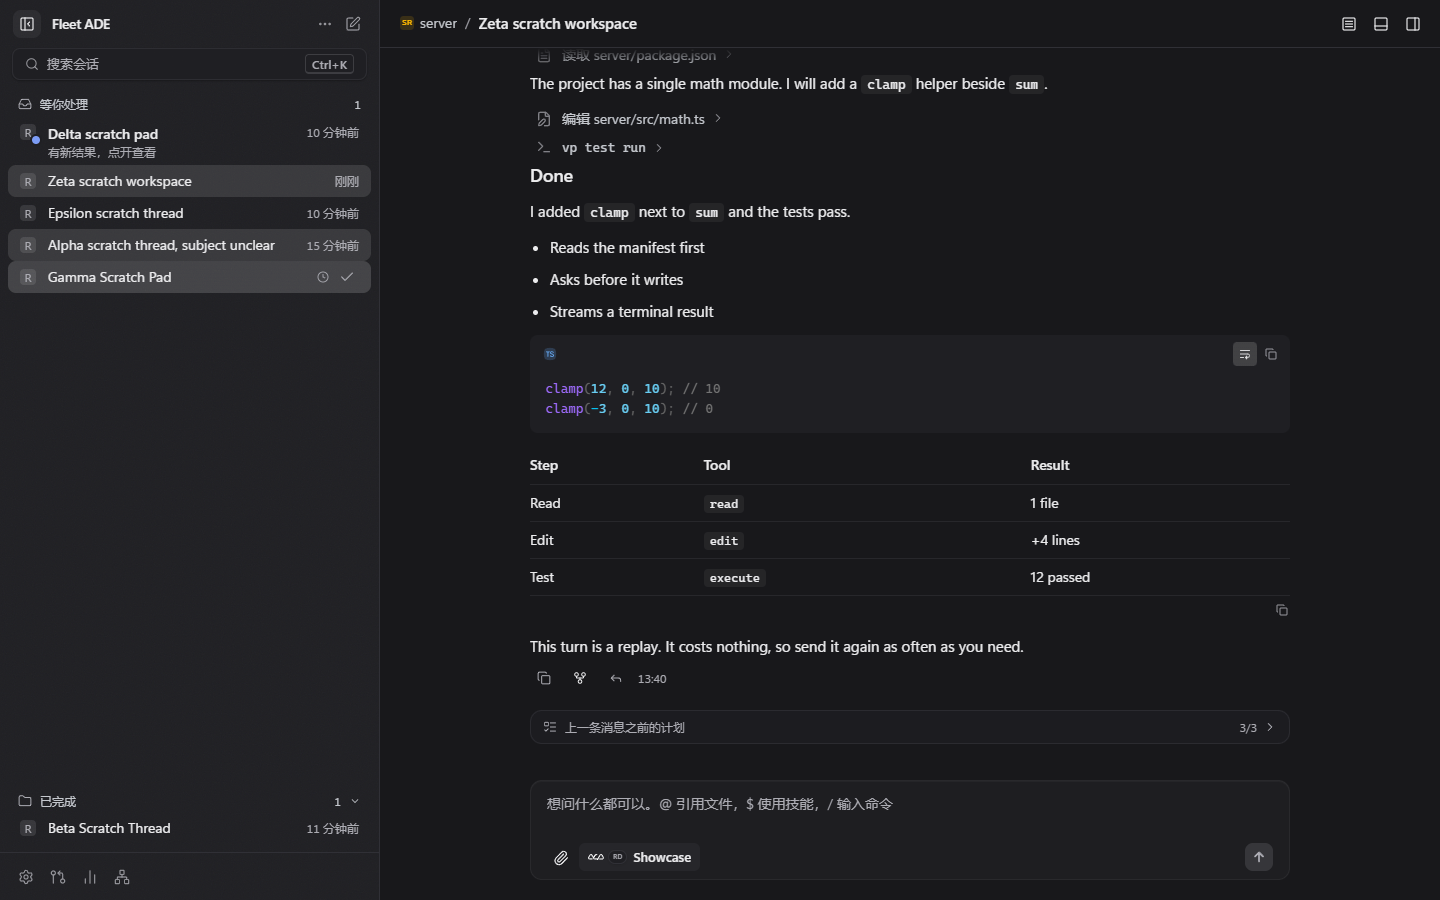 Fleet ADE
搜索会话 Ctrl+K
等你处理 1
R Delta scratch pad 10 分钟前
有新结果，点开查看
R Zeta scratch workspace 刚刚
R Epsilon scratch thread 10 分钟前
R Alpha scratch thread, subject unclear 15 分钟前
R Gamma Scratch Pad
已完成 1
R Beta Scratch Thread 11 分钟前
SR server / Zeta scratch workspace
读取 server/package.json
The project has a single math module. I will add a clamp helper beside sum.
编辑 server/src/math.ts
vp test run
Done
I added clamp next to sum and the tests pass.
• Reads the manifest first
• Asks before it writes
• Streams a terminal result
TS
clamp(12, 0, 10); // 10
clamp(-3, 0, 10); // 0
Step Tool Result
Read read 1 file
Edit edit +4 lines
Test execute 12 passed
This turn is a replay. It costs nothing, so send it again as often as you need.
13:40
上一条消息之前的计划 3/3
想问什么都可以。@ 引用文件，$ 使用技能，/ 输入命令
RD Showcase